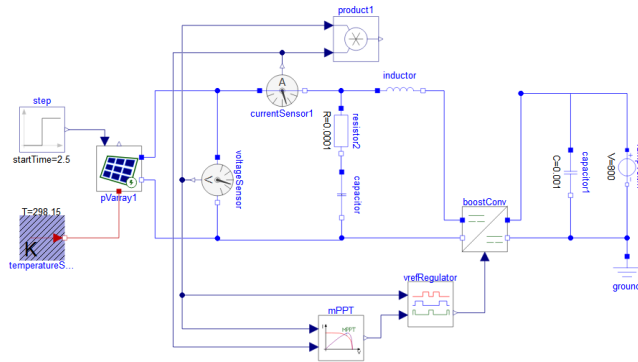 product1
A
step
currentSensor1
inductor
startTime=2.5
R=0.0001
resistor2
voltageSensor
capacitor
pVarray1
T=298.15
K
temperatureS...
boostConv
C=0.001
capacitor1
V=800
ground
vrefRegulator
mPPT
MPPT
I